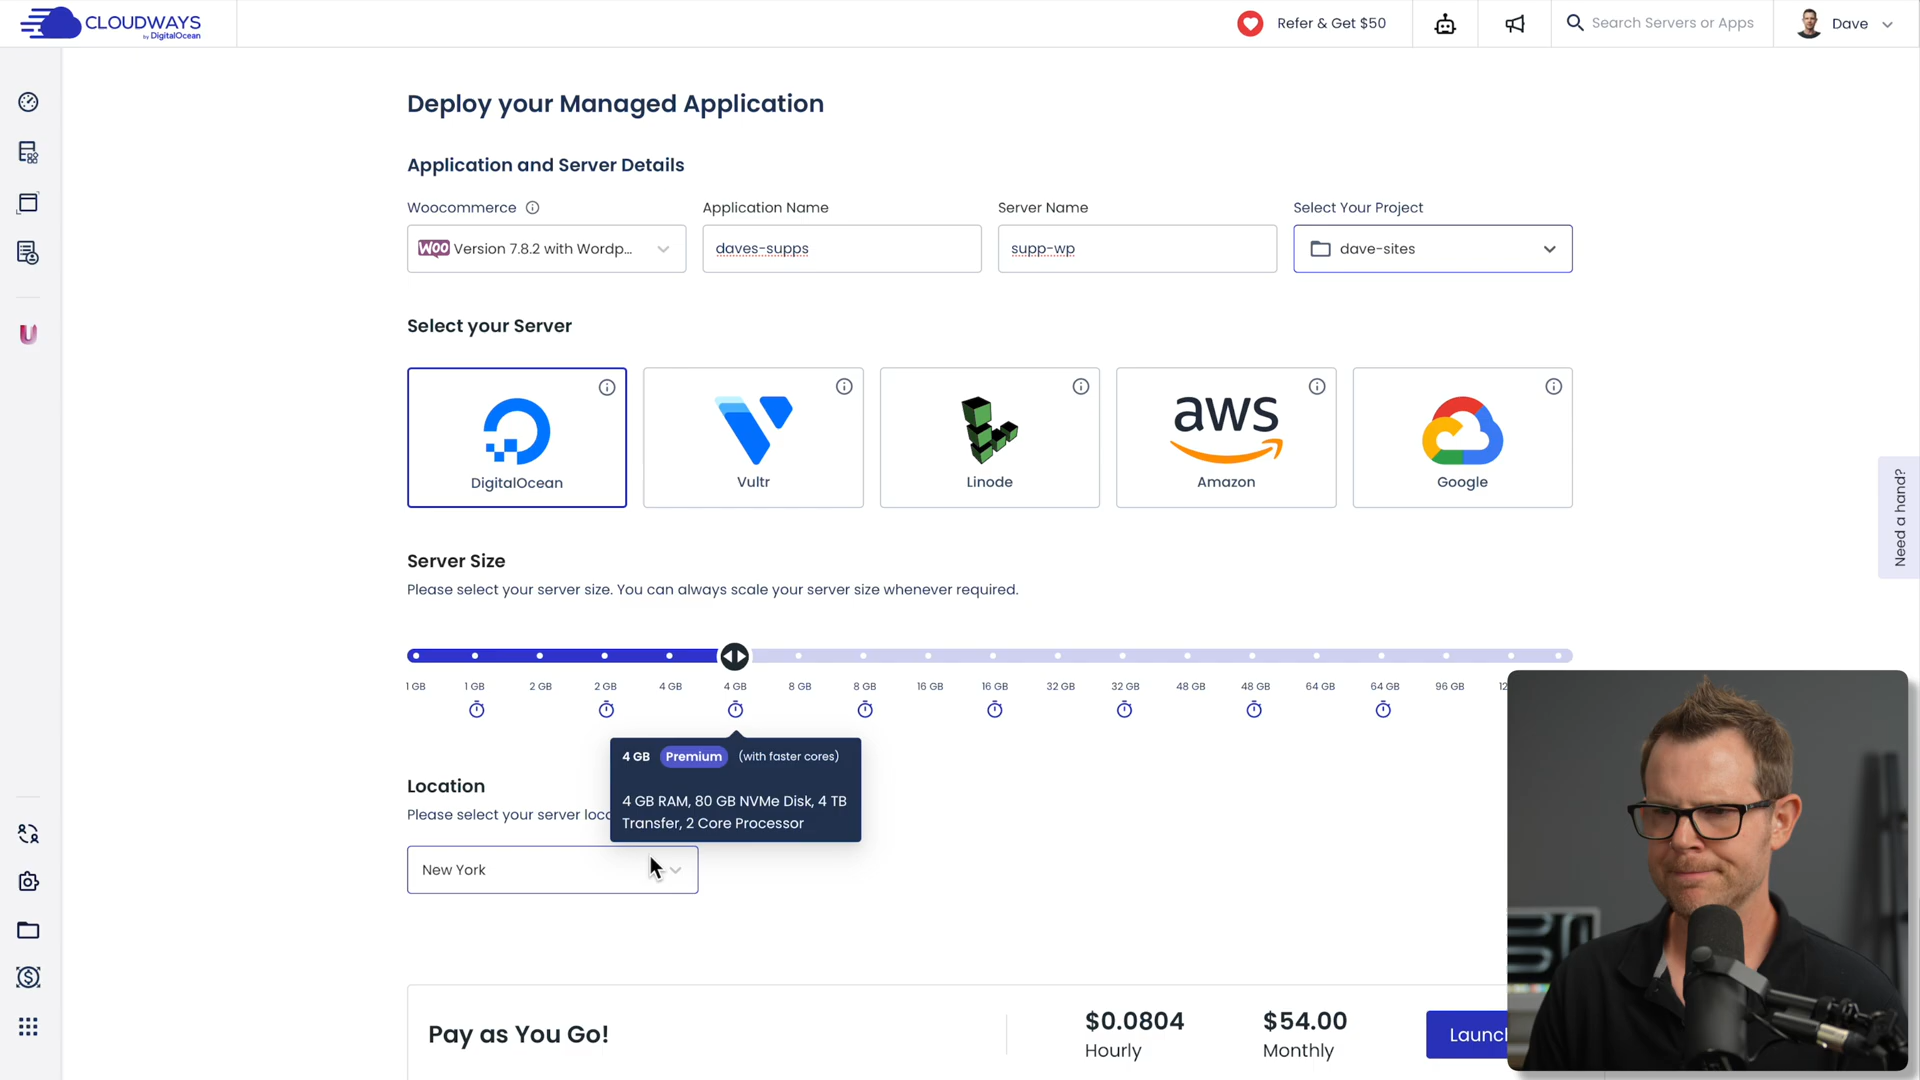 CLOUDWAYS
by DigitalOcean
Refer & Get $50
Search Servers or Apps
Dave
Deploy your Managed Application
Application and Server Details
Woocommerce
Application Name
Server Name
Select Your Project
WOO Version 7.8.2 with Wordp...
daves-supps
supp-wp
dave-sites
Select your Server
DigitalOcean
Vultr
Linode
aws
Amazon
Google
Need a hand?
Server Size
Please select your server size. You can always scale your server size whenever required.
1 GB
1 GB
2 GB
2 GB
4 GB
4 GB
8 GB
8 GB
16 GB
16 GB
32 GB
32 GB
48 GB
48 GB
64 GB
64 GB
96 GB
4 GB Premium (with faster cores)
4 GB RAM, 80 GB NVMe Disk, 4 TB
Transfer, 2 Core Processor
Location
Please select your server
New York
Pay as You Go!
$0.0804
Hourly
$54.00
Monthly
Launch